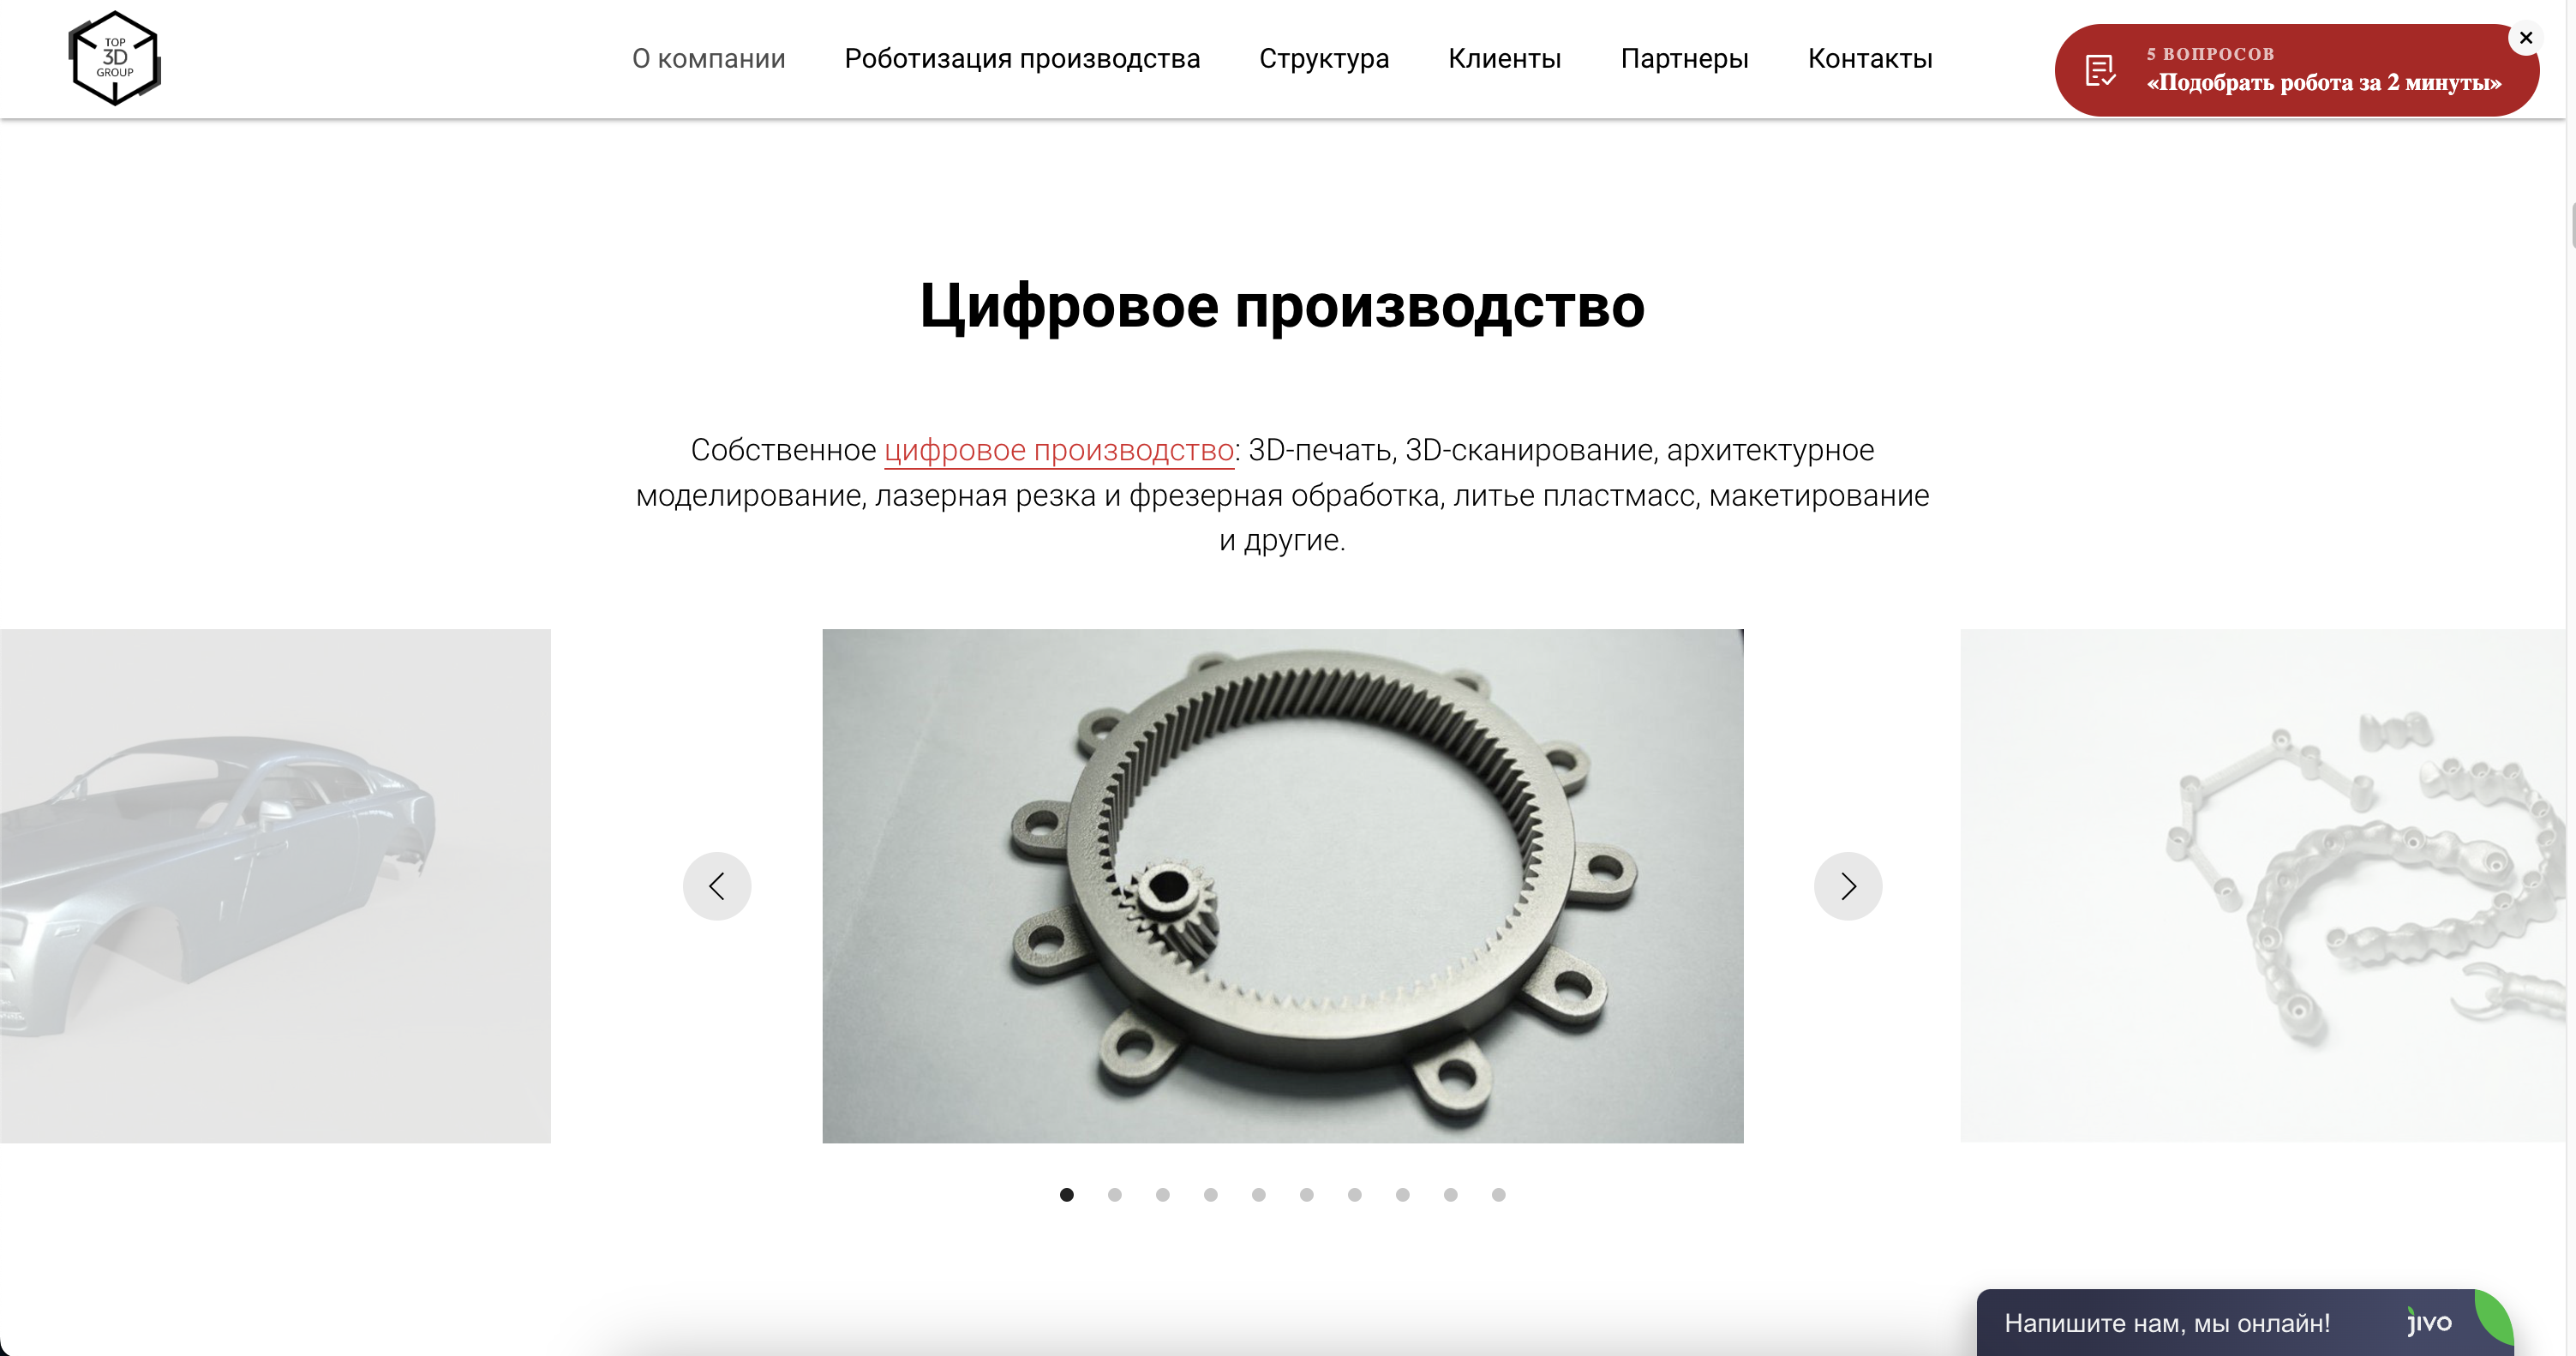 TOP
3D
GROUP
О компании
Роботизация производства
Структура
Клиенты
Партнеры
Контакты
5 ВОПРОСОВ
«Подобрать робота за 2 минуты»
Цифровое производство
Собственное цифровое производство: 3D-печать, 3D-сканирование, архитектурное
моделирование, лазерная резка и фрезерная обработка, литье пластмасс, макетирование
и другие.
Напишите нам, мы онлайн!
jivo